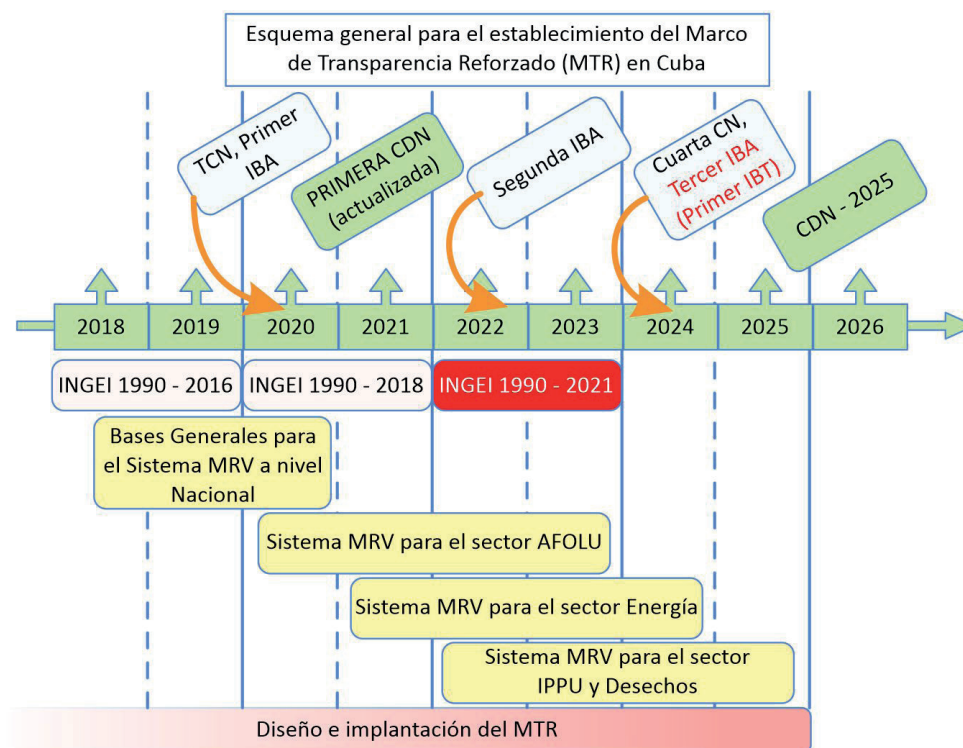 Esquema general para el establecimiento del Marco
de Transparencia Reforzado (MTR) en Cuba
TCN, Primer
IBA
PRIMERA CDN
(actualizada)
Segunda IBA
Cuarta CN,
Tercer IBA
(Primer IBT)
CDN - 2025
2018
2019
2020
2021
2022
2023
2024
2025
2026
INGEI 1990 - 2016
INGEI 1990 - 2018
INGEI 1990 - 2021
Bases Generales para
el Sistema MRV a nivel
Nacional
Sistema MRV para el sector AFOLU
Sistema MRV para el sector Energía
Sistema MRV para el sector
IPPU y Desechos
Diseño e implantación del MTR